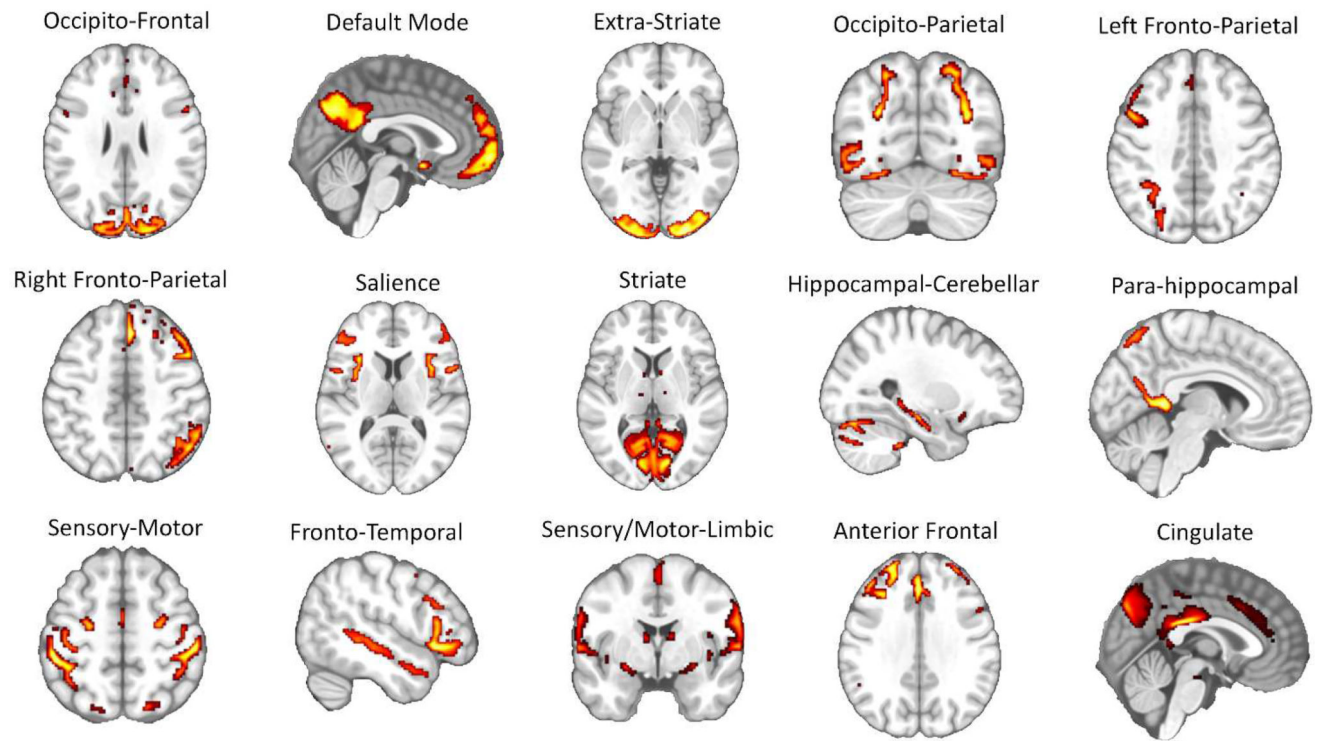 Occipito-Frontal
Default Mode
Extra-Striate
Occipito-Parietal
Left Fronto-Parietal
Right Fronto-Parietal
Salience
Striate
Hippocampal-Cerebellar
Para-hippocampal
Sensory-Motor
Fronto-Temporal
Sensory/Motor-Limbic
Anterior Frontal
Cingulate